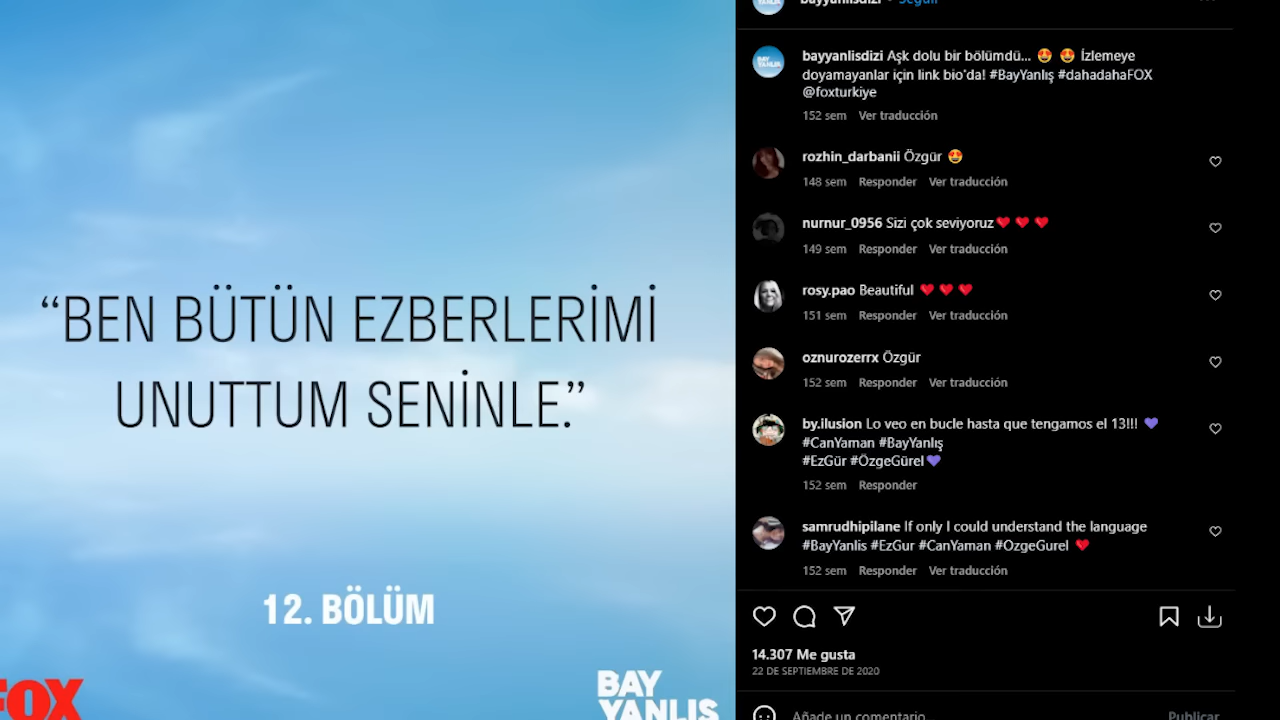 “BEN BÜTÜN EZBERLERİMİ
UNUTTUM SENİNLE.”
12. BÖLÜM
FOX
BAY
YANLIS
bayyanlisdizi • Seguir
BAY
YANLIS
bayyanlisdizi Aşk dolu bir bölümdü... 😍 😍 İzlemeye
doyamayanlar için link bio'da! #BayYanlış #dahadahaFOX
@foxturkiye
152 sem Ver traducción
rozhin_darbanii Özgür 😍
148 sem Responder Ver traducción
nurnur_0956 Sizi çok seviyoruz❤️ ❤️ ❤️
149 sem Responder Ver traducción
rosy.pao Beautiful ❤️ ❤️ ❤️
151 sem Responder Ver traducción
oznurozerrx Özgür
152 sem Responder Ver traducción
by.ilusion Lo veo en bucle hasta que tengamos el 13!!! 💜
#CanYaman #BayYanlış
#EzGür #ÖzgeGürel💜
152 sem Responder
samrudhipilane If only I could understand the language
#BayYanlis #EzGur #CanYaman #OzgeGurel ❤️
152 sem Responder Ver traducción
14.307 Me gusta
22 DE SEPTIEMBRE DE 2020
Añade un comentario
Publicar